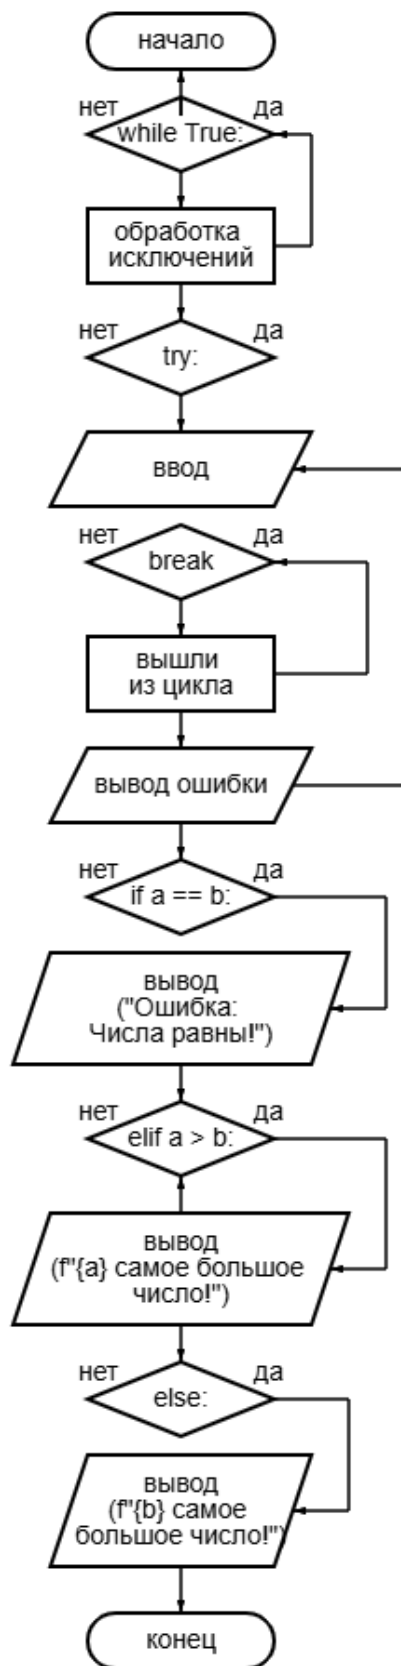 начало
нет
да
while True:
обработка
исключений
нет
да
try:
ввод
нет
да
break
вышли
из цикла
вывод ошибки
нет
да
if a == b:
вывод
("Ошибка:
Числа равны!")
нет
да
elif a > b:
вывод
(f"{a} самое большое
число!")
нет
да
else:
вывод
(f"{b} самое
большое число!")
конец